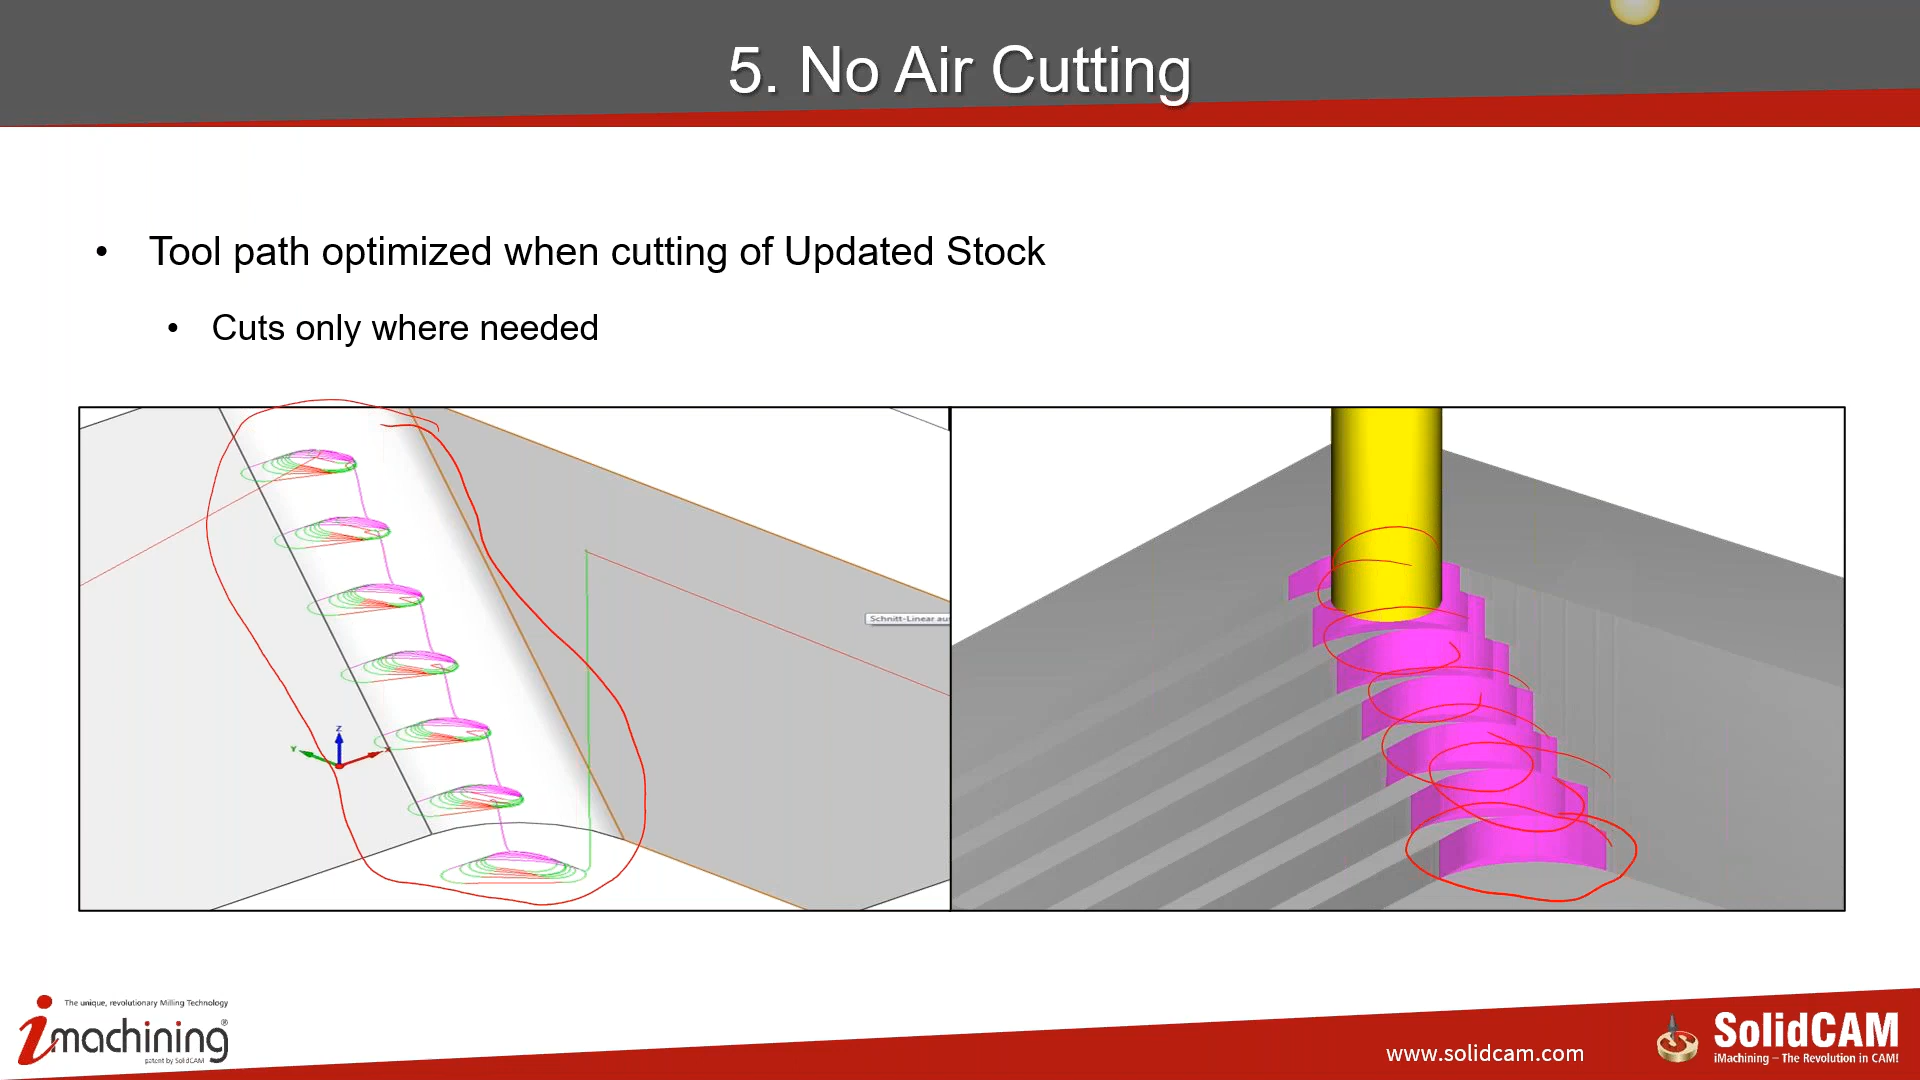 5. No Air Cutting
• Tool path optimized when cutting of Updated Stock
• Cuts only where needed
Z
Y
X
Schnitt-Linear au
The unique, revolutionary Milling Technology
imachining®
patent by SolidCAM
www.solidcam.com
SolidCAM
iMachining – The Revolution in CAM!